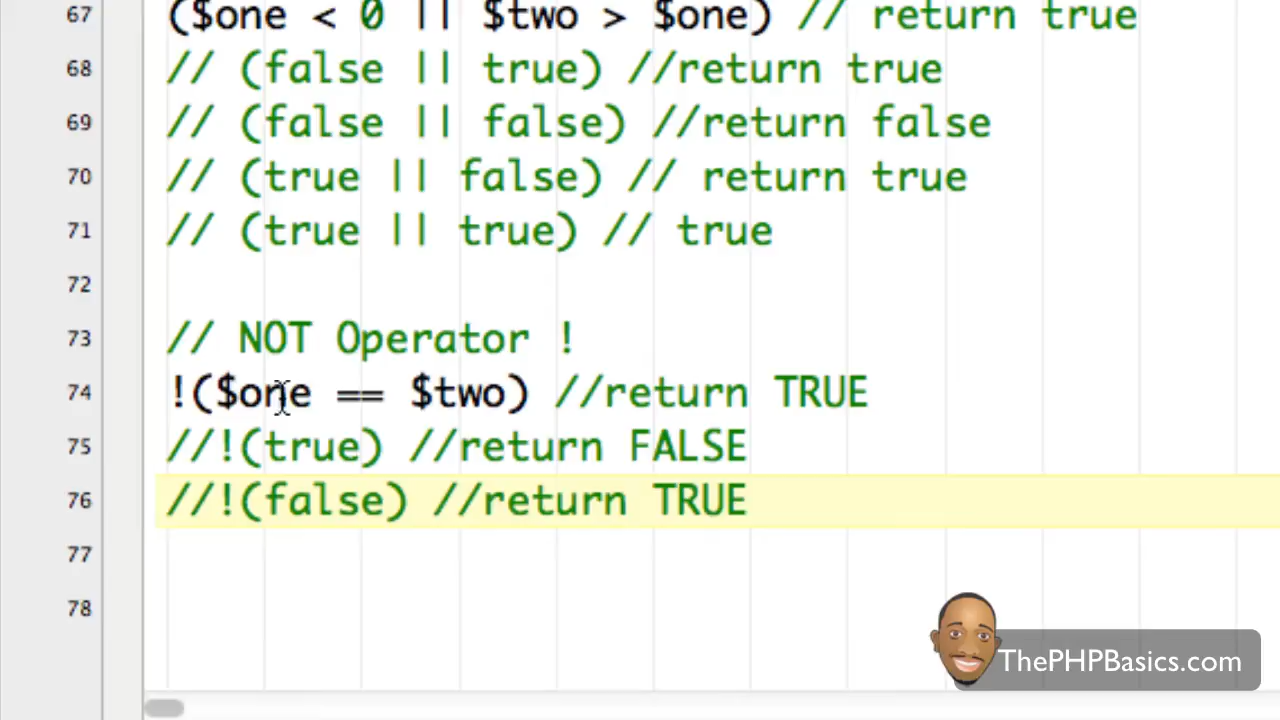 67 ($one < 0 || $two > $one) // return true
68 // (false || true) //return true
69 // (false || false) //return false
70 // (true || false) // return true
71 // (true || true) // true
72
73 // NOT Operator !
74 !($one == $two) //return TRUE
75 //!(true) //return FALSE
76 //!(false) //return TRUE
77
78
ThePHPBasics.com